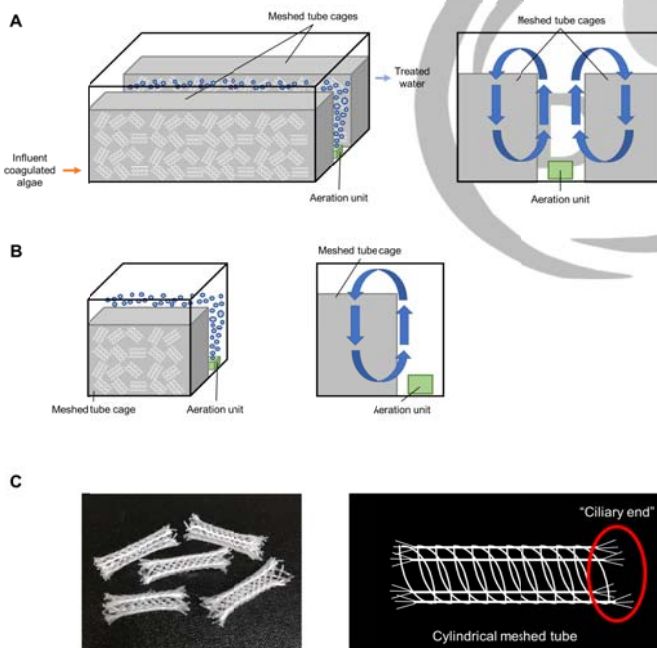 A
Meshed tube cages
Treated
water
Influent
coagulated
algae
Aeration unit
Meshed tube cages
Aeration unit
B
Meshed tube cage
Aeration unit
Meshed tube cage
Aeration unit
C
"Ciliary end"
Cylindrical meshed tube